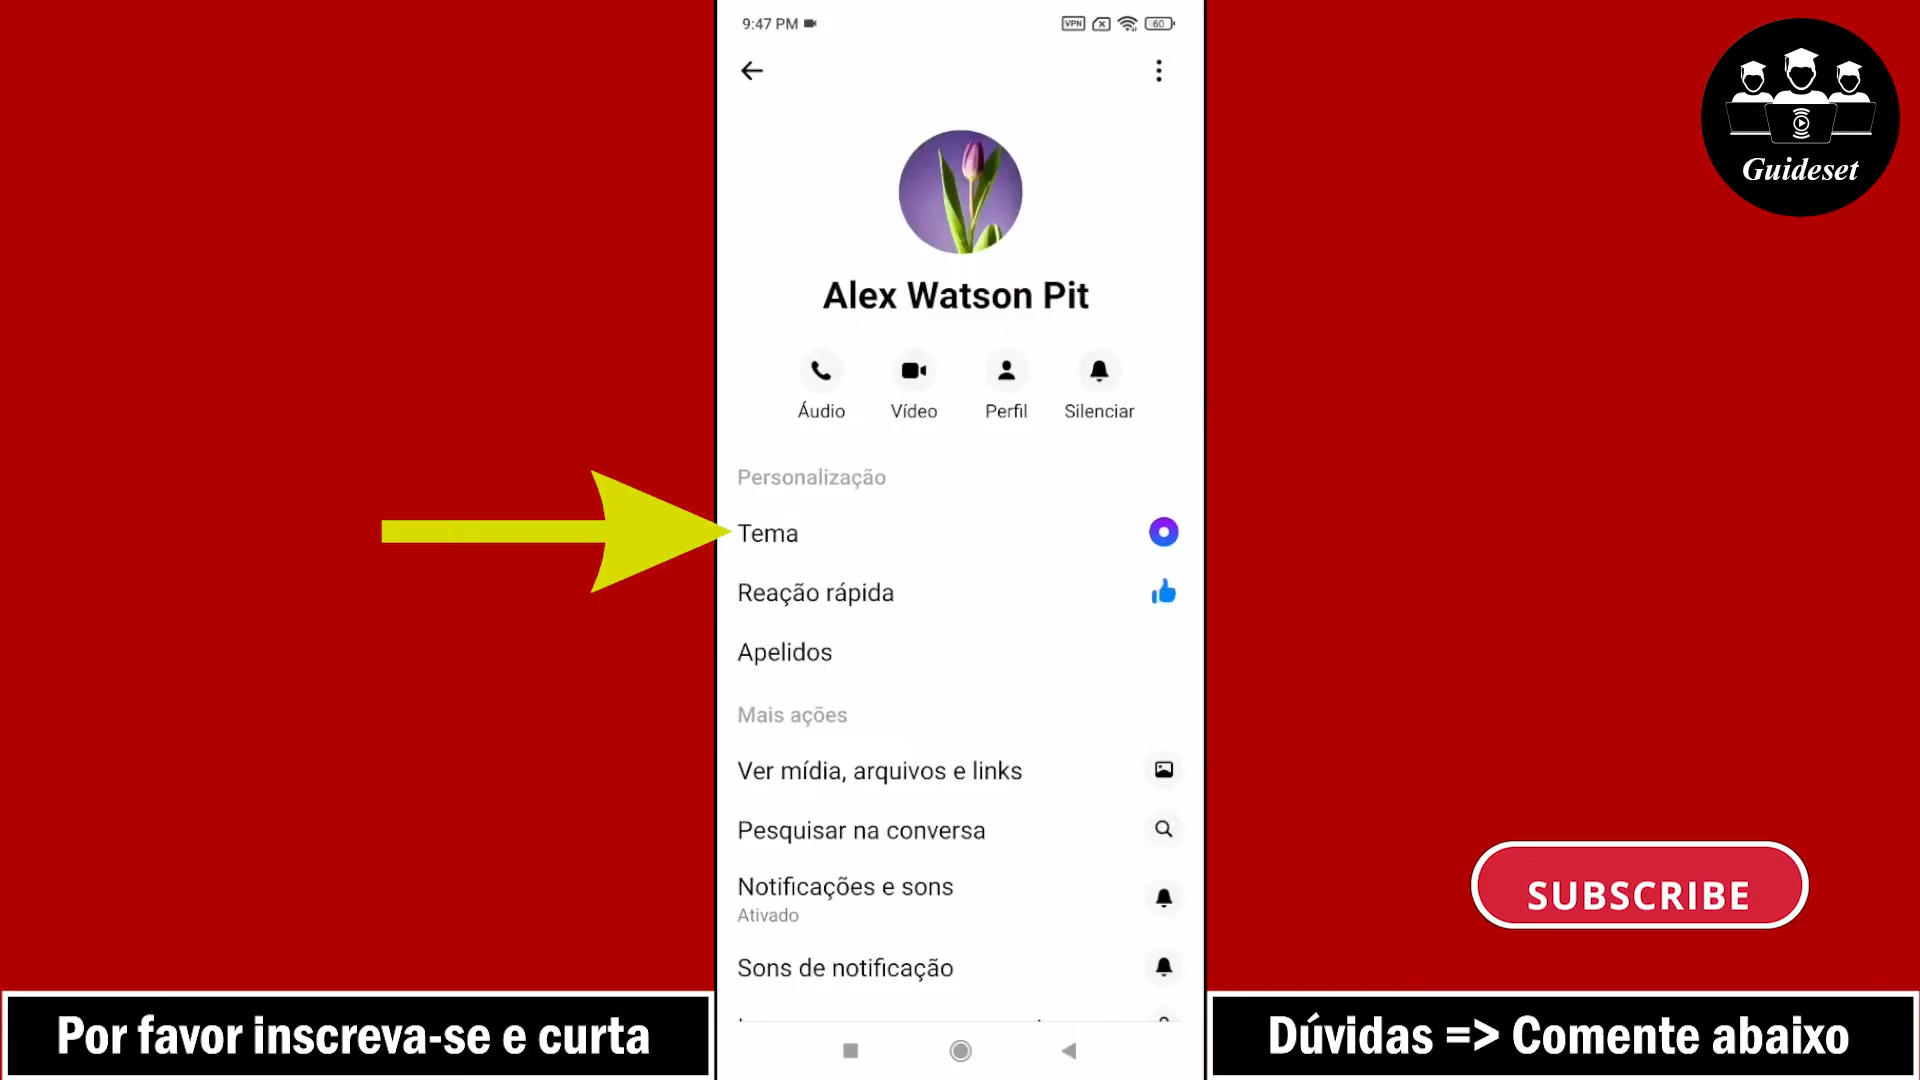 9:47 PM
VPN
60
Guideset
Alex Watson Pit
Áudio
Vídeo
Perfil
Silenciar
Personalização
Tema
Reação rápida
Apelidos
Mais ações
Ver mídia, arquivos e links
Pesquisar na conversa
Notificações e sons
Ativado
Sons de notificação
SUBSCRIBE
Por favor inscreva-se e curta
Dúvidas => Comente abaixo